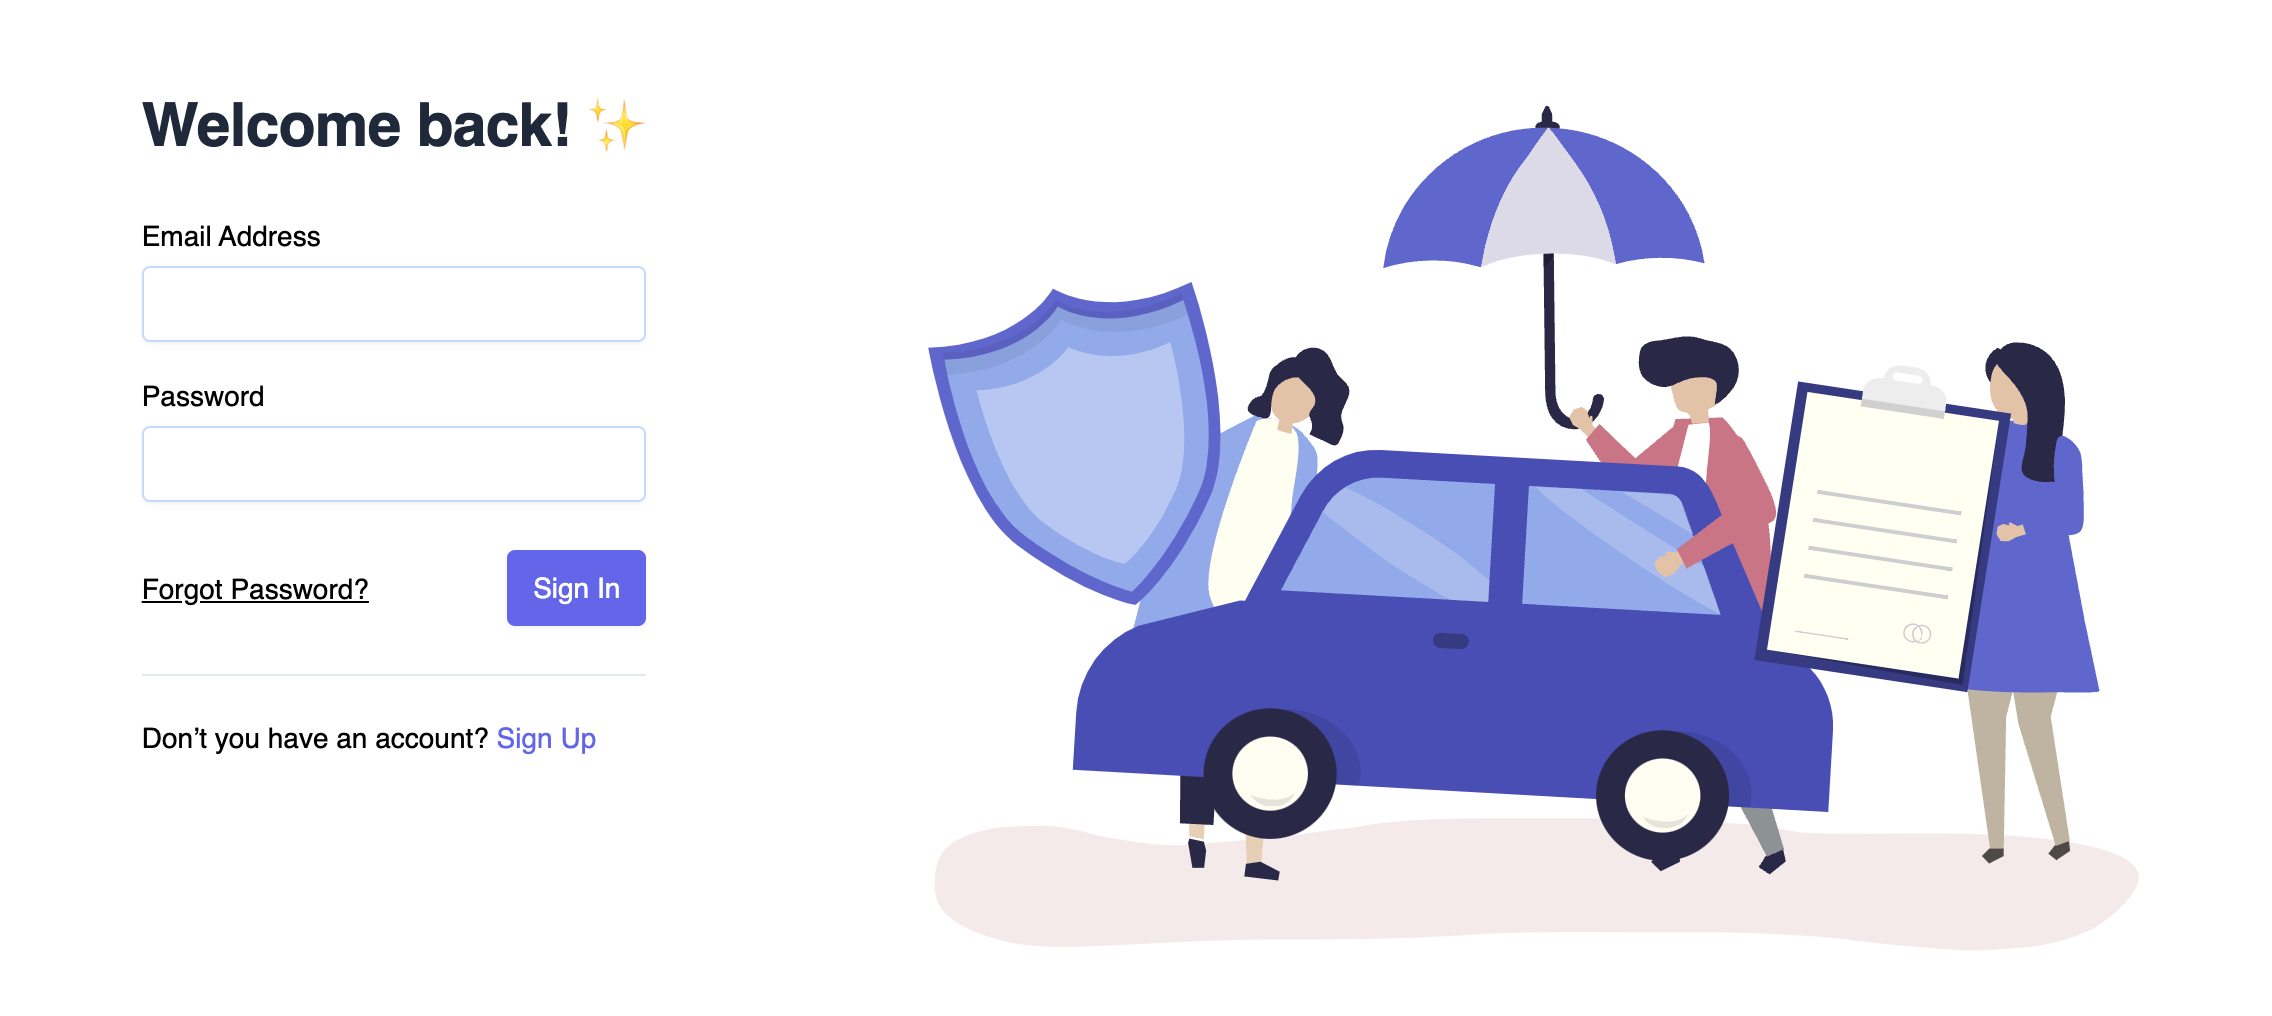 Welcome back! ✨
Email Address
Password
Forgot Password?
Sign In
Don’t you have an account? Sign Up